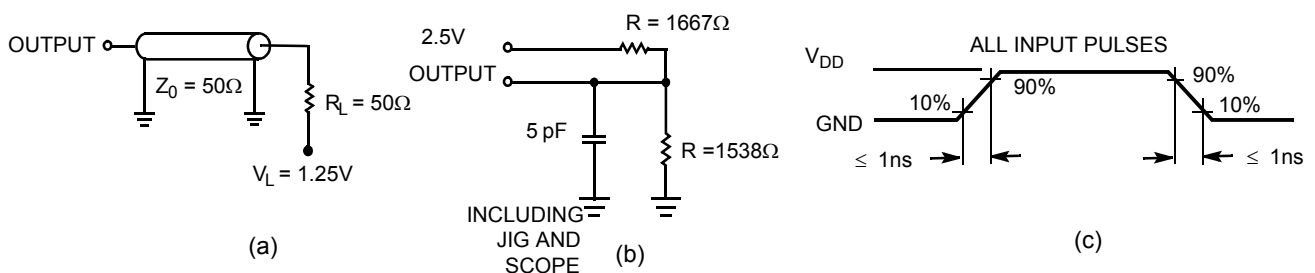 OUTPUT
Z0 = 50Ω
RL = 50Ω
VL = 1.25V
(a)
R = 1667Ω
2.5V
OUTPUT
5 pF
R =1538Ω
INCLUDING
JIG AND
SCOPE
(b)
ALL INPUT PULSES
VDD
90%
90%
10%
10%
GND
≤ 1ns
≤ 1ns
(c)